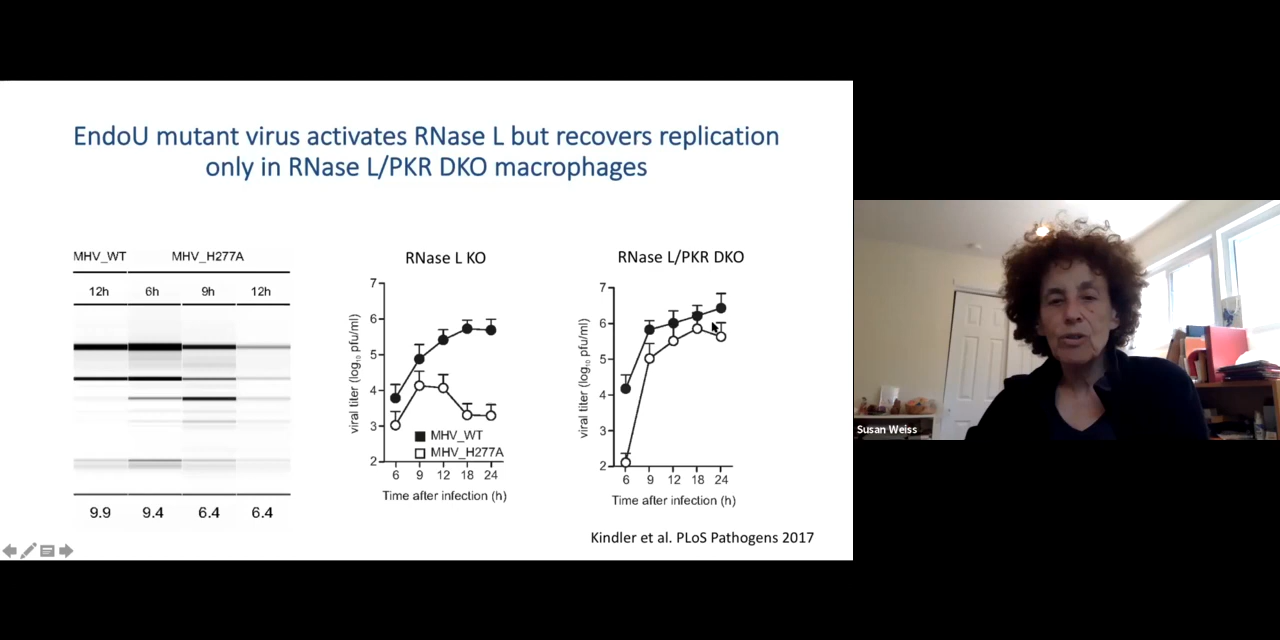 EndoU mutant virus activates RNase L but recovers replication
only in RNase L/PKR DKO macrophages
MHV_WT MHV_H277A
12h 6h 9h 12h
9.9 9.4 6.4 6.4
RNase L KO
7
6
5
4
3
2
viral titer (log₁₀ pfu/ml)
MHV_WT
MHV_H277A
6 9 12 18 24
Time after infection (h)
RNase L/PKR DKO
7
6
5
4
3
2
viral titer (log₁₀ pfu/ml)
6 9 12 18 24
Time after infection (h)
Kindler et al. PLoS Pathogens 2017
Susan Weiss